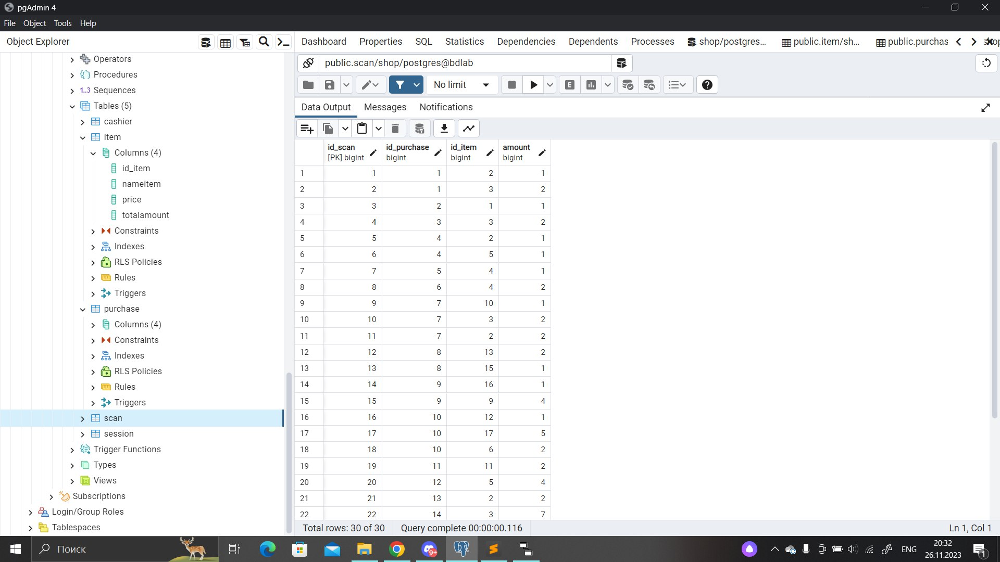 pgAdmin 4
File Object Tools Help
Object Explorer
Dashboard Properties SQL Statistics Dependencies Dependents Processes shop/postgres... public.item/sh... public.purchas
public.scan/shop/postgres@bdlab
No limit
Data Output Messages Notifications
Operators
Procedures
1..3 Sequences
Tables (5)
cashier
item
Columns (4)
id_item
nameitem
price
totalamount
Constraints
Indexes
RLS Policies
Rules
Triggers
purchase
Columns (4)
Constraints
Indexes
RLS Policies
Rules
Triggers
scan
session
Trigger Functions
Types
Views
Subscriptions
Login/Group Roles
Tablespaces
id_scan id_purchase id_item amount
[PK] bigint bigint bigint bigint
1 1 1 2 1
2 2 1 3 2
3 3 2 1 1
4 4 3 3 2
5 5 4 2 1
6 6 4 5 1
7 7 5 4 1
8 8 6 4 2
9 9 7 10 1
10 10 7 3 2
11 11 7 2 2
12 12 8 13 2
13 13 8 15 1
14 14 9 16 1
15 15 9 9 4
16 16 10 12 1
17 17 10 17 5
18 18 10 6 2
19 19 11 11 2
20 20 12 5 4
21 21 13 2 2
22 22 14 3 7
Total rows: 30 of 30 Query complete 00:00:00.116 Ln 1, Col 1
Поиск
9+
ENG
20:32
26.11.2023
1